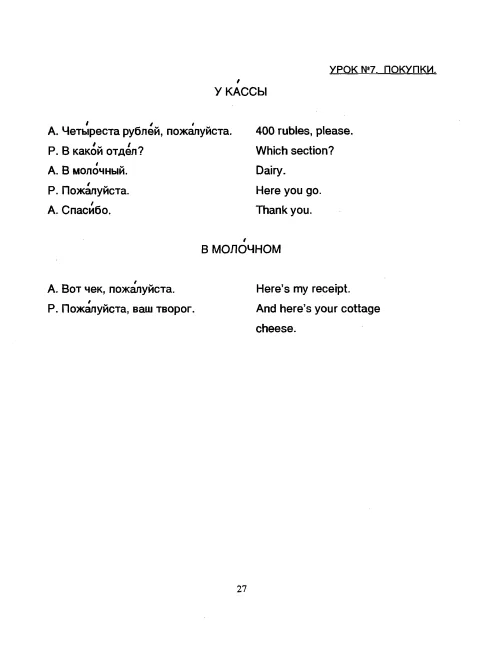 УРОК №7. ПОКУПКИ.
У КА́ССЫ
А. Четы́реста рубле́й, пожа́луйста. 400 rubles, please.
Р. В како́й отде́л? Which section?
А. В моло́чный. Dairy.
Р. Пожа́луйста. Here you go.
А. Спаси́бо. Thank you.
В МОЛО́ЧНОМ
А. Вот чек, пожа́луйста. Here's my receipt.
Р. Пожа́луйста, ваш творог. And here's your cottage
cheese.
27